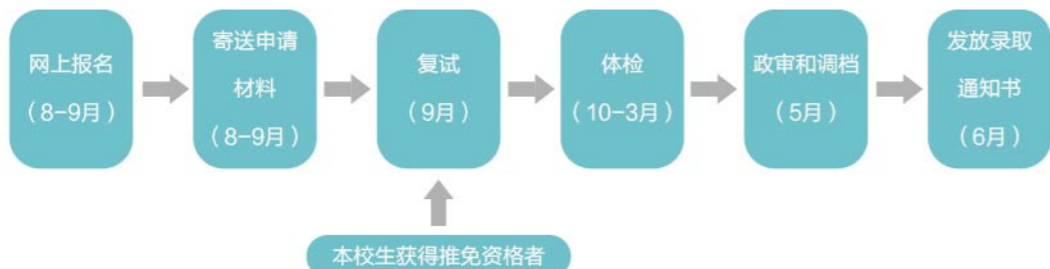 网上报名
（8-9月）
寄送申请
材料
（8-9月）
复试
（9月）
体检
（10-3月）
政审和调档
（5月）
发放录取
通知书
（6月）
本校生获得推免资格者